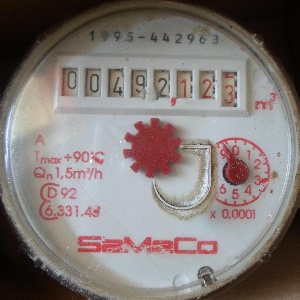 1995-442963
00492,123
m³
A
Tmax +90°C
Qn 1,5m³/h
D 92
6.331.43
x 0,0001
SaMeCo